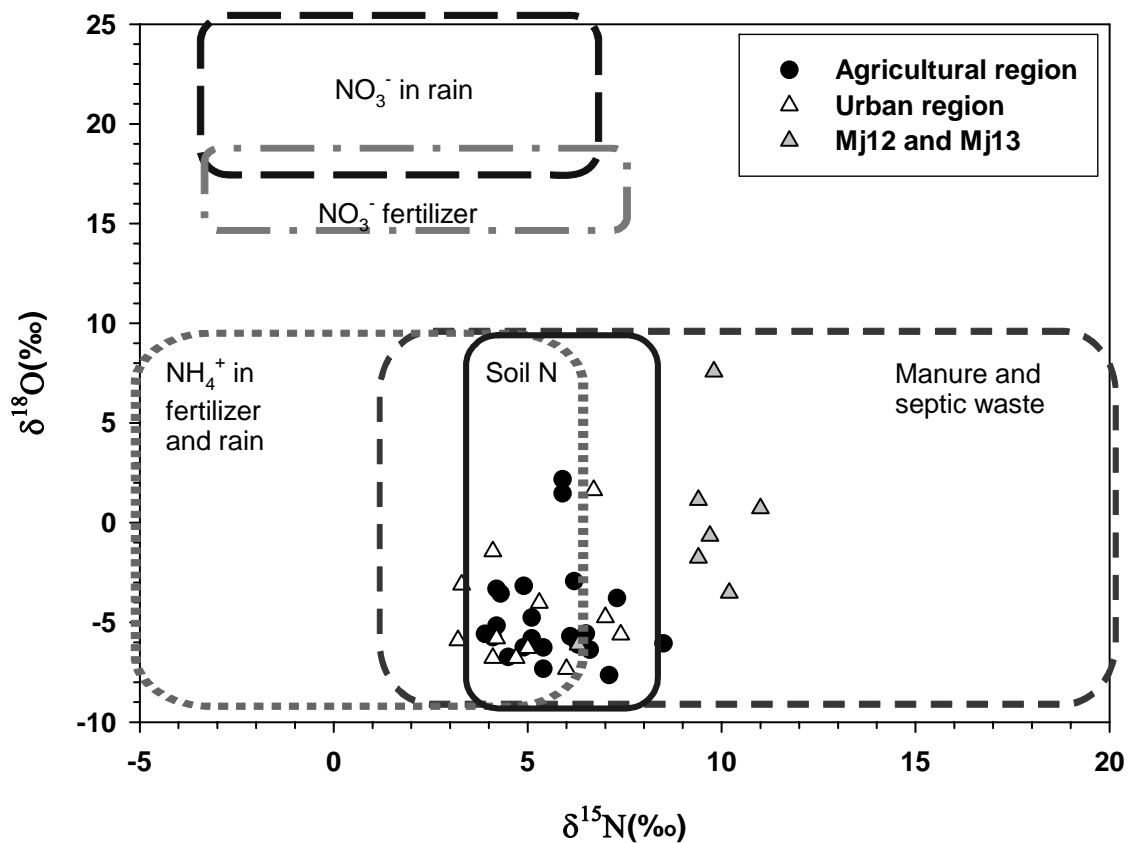 25
20
15
10
5
0
-5
-10
-5
0
5
10
15
20
δ¹⁸O(‰)
δ¹⁵N(‰)
Agricultural region
Urban region
Mj12 and Mj13
NO₃⁻ in rain
NO₃⁻ fertilizer
NH₄⁺ in
fertilizer
and rain
Soil N
Manure and
septic waste